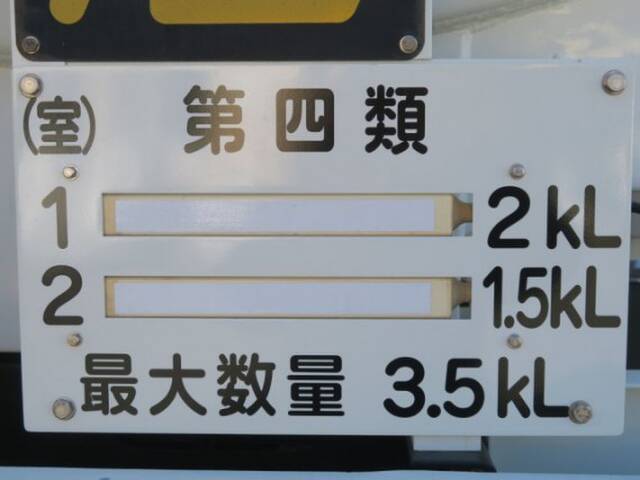 (室) 第四類
1 2kL
2 1.5kL
最大数量 3.5kL